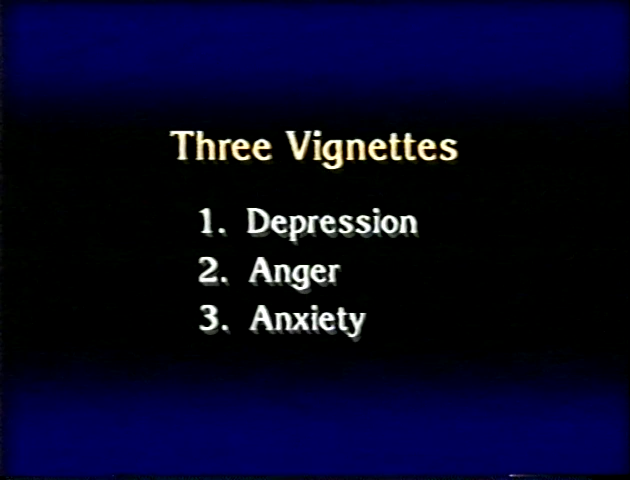 Three Vignettes
1. Depression
2. Anger
3. Anxiety